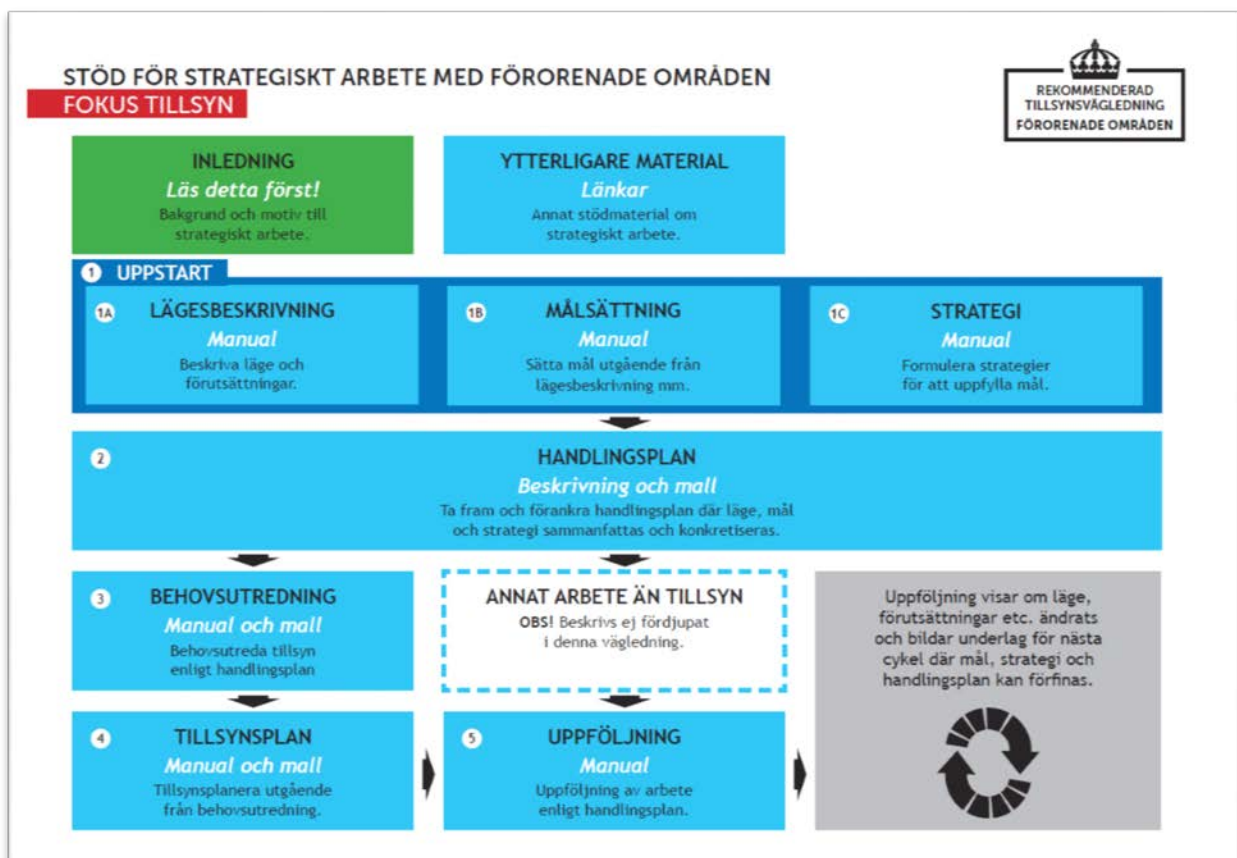 STÖD FÖR STRATEGISKT ARBETE MED FÖRORENADE OMRÅDEN
FOKUS TILLSYN
REKOMMENDERAD
TILLSYNSVÄGLEDNING
FÖRORENADE OMRÅDEN
INLEDNING
Läs detta först!
Bakgrund och motiv till
strategiskt arbete.
YTTERLIGARE MATERIAL
Länkar
Annat stödmaterial om
strategiskt arbete.
1 UPPSTART
1A LÄGESBESKRIVNING
Manual
Beskriva läge och
förutsättningar.
1B MÅLSÄTTNING
Manual
Sätta mål utgående från
lägesbeskrivning mm.
1C STRATEGI
Manual
Formulera strategier
för att uppfylla mål.
2 HANDLINGSPLAN
Beskrivning och mall
Ta fram och förankra handlingsplan där läge, mål
och strategi sammanfattas och konkretiseras.
3 BEHOVSUTREDNING
Manual och mall
Behovsutreda tillsyn
enligt handlingsplan
ANNAT ARBETE ÄN TILLSYN
OBS! Beskrivs ej fördjupat
i denna vägledning.
Uppföljning visar om läge,
förutsättningar etc. ändrats
och bildar underlag för nästa
cykel där mål, strategi och
handlingsplan kan förfinas.
4 TILLSYNSPLAN
Manual och mall
Tillsynsplanera utgående
från behovsutredning.
5 UPPFÖLJNING
Manual
Uppföljning av arbete
enligt handlingsplan.